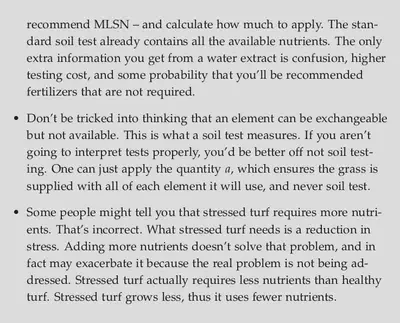 recommend MLSN – and calculate how much to apply. The stan-
dard soil test already contains all the available nutrients. The only
extra information you get from a water extract is confusion, higher
testing cost, and some probability that you'll be recommended
fertilizers that are not required.
• Don't be tricked into thinking that an element can be exchangeable
but not available. This is what a soil test measures. If you aren't
going to interpret tests properly, you'd be better off not soil test-
ing. One can just apply the quantity a, which ensures the grass is
supplied with all of each element it will use, and never soil test.
• Some people might tell you that stressed turf requires more nutri-
ents. That's incorrect. What stressed turf needs is a reduction in
stress. Adding more nutrients doesn't solve that problem, and in
fact may exacerbate it because the real problem is not being ad-
dressed. Stressed turf actually requires less nutrients than healthy
turf. Stressed turf grows less, thus it uses fewer nutrients.